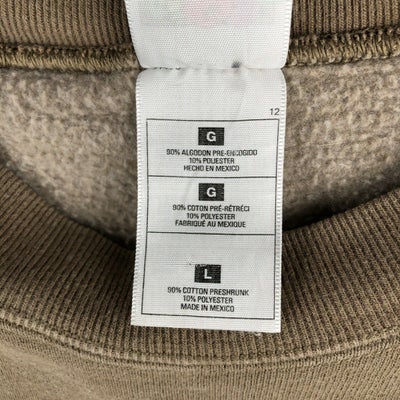 12
G
90% ALGODON PRE-ENCOGIDO
10% POLIESTER
HECHO EN MEXICO
G
90% COTON PRÉ-RÉTRÉCI
10% POLYESTER
FABRIQUÉ AU MEXIQUE
L
90% COTTON PRESHRUNK
10% POLYESTER
MADE IN MEXICO